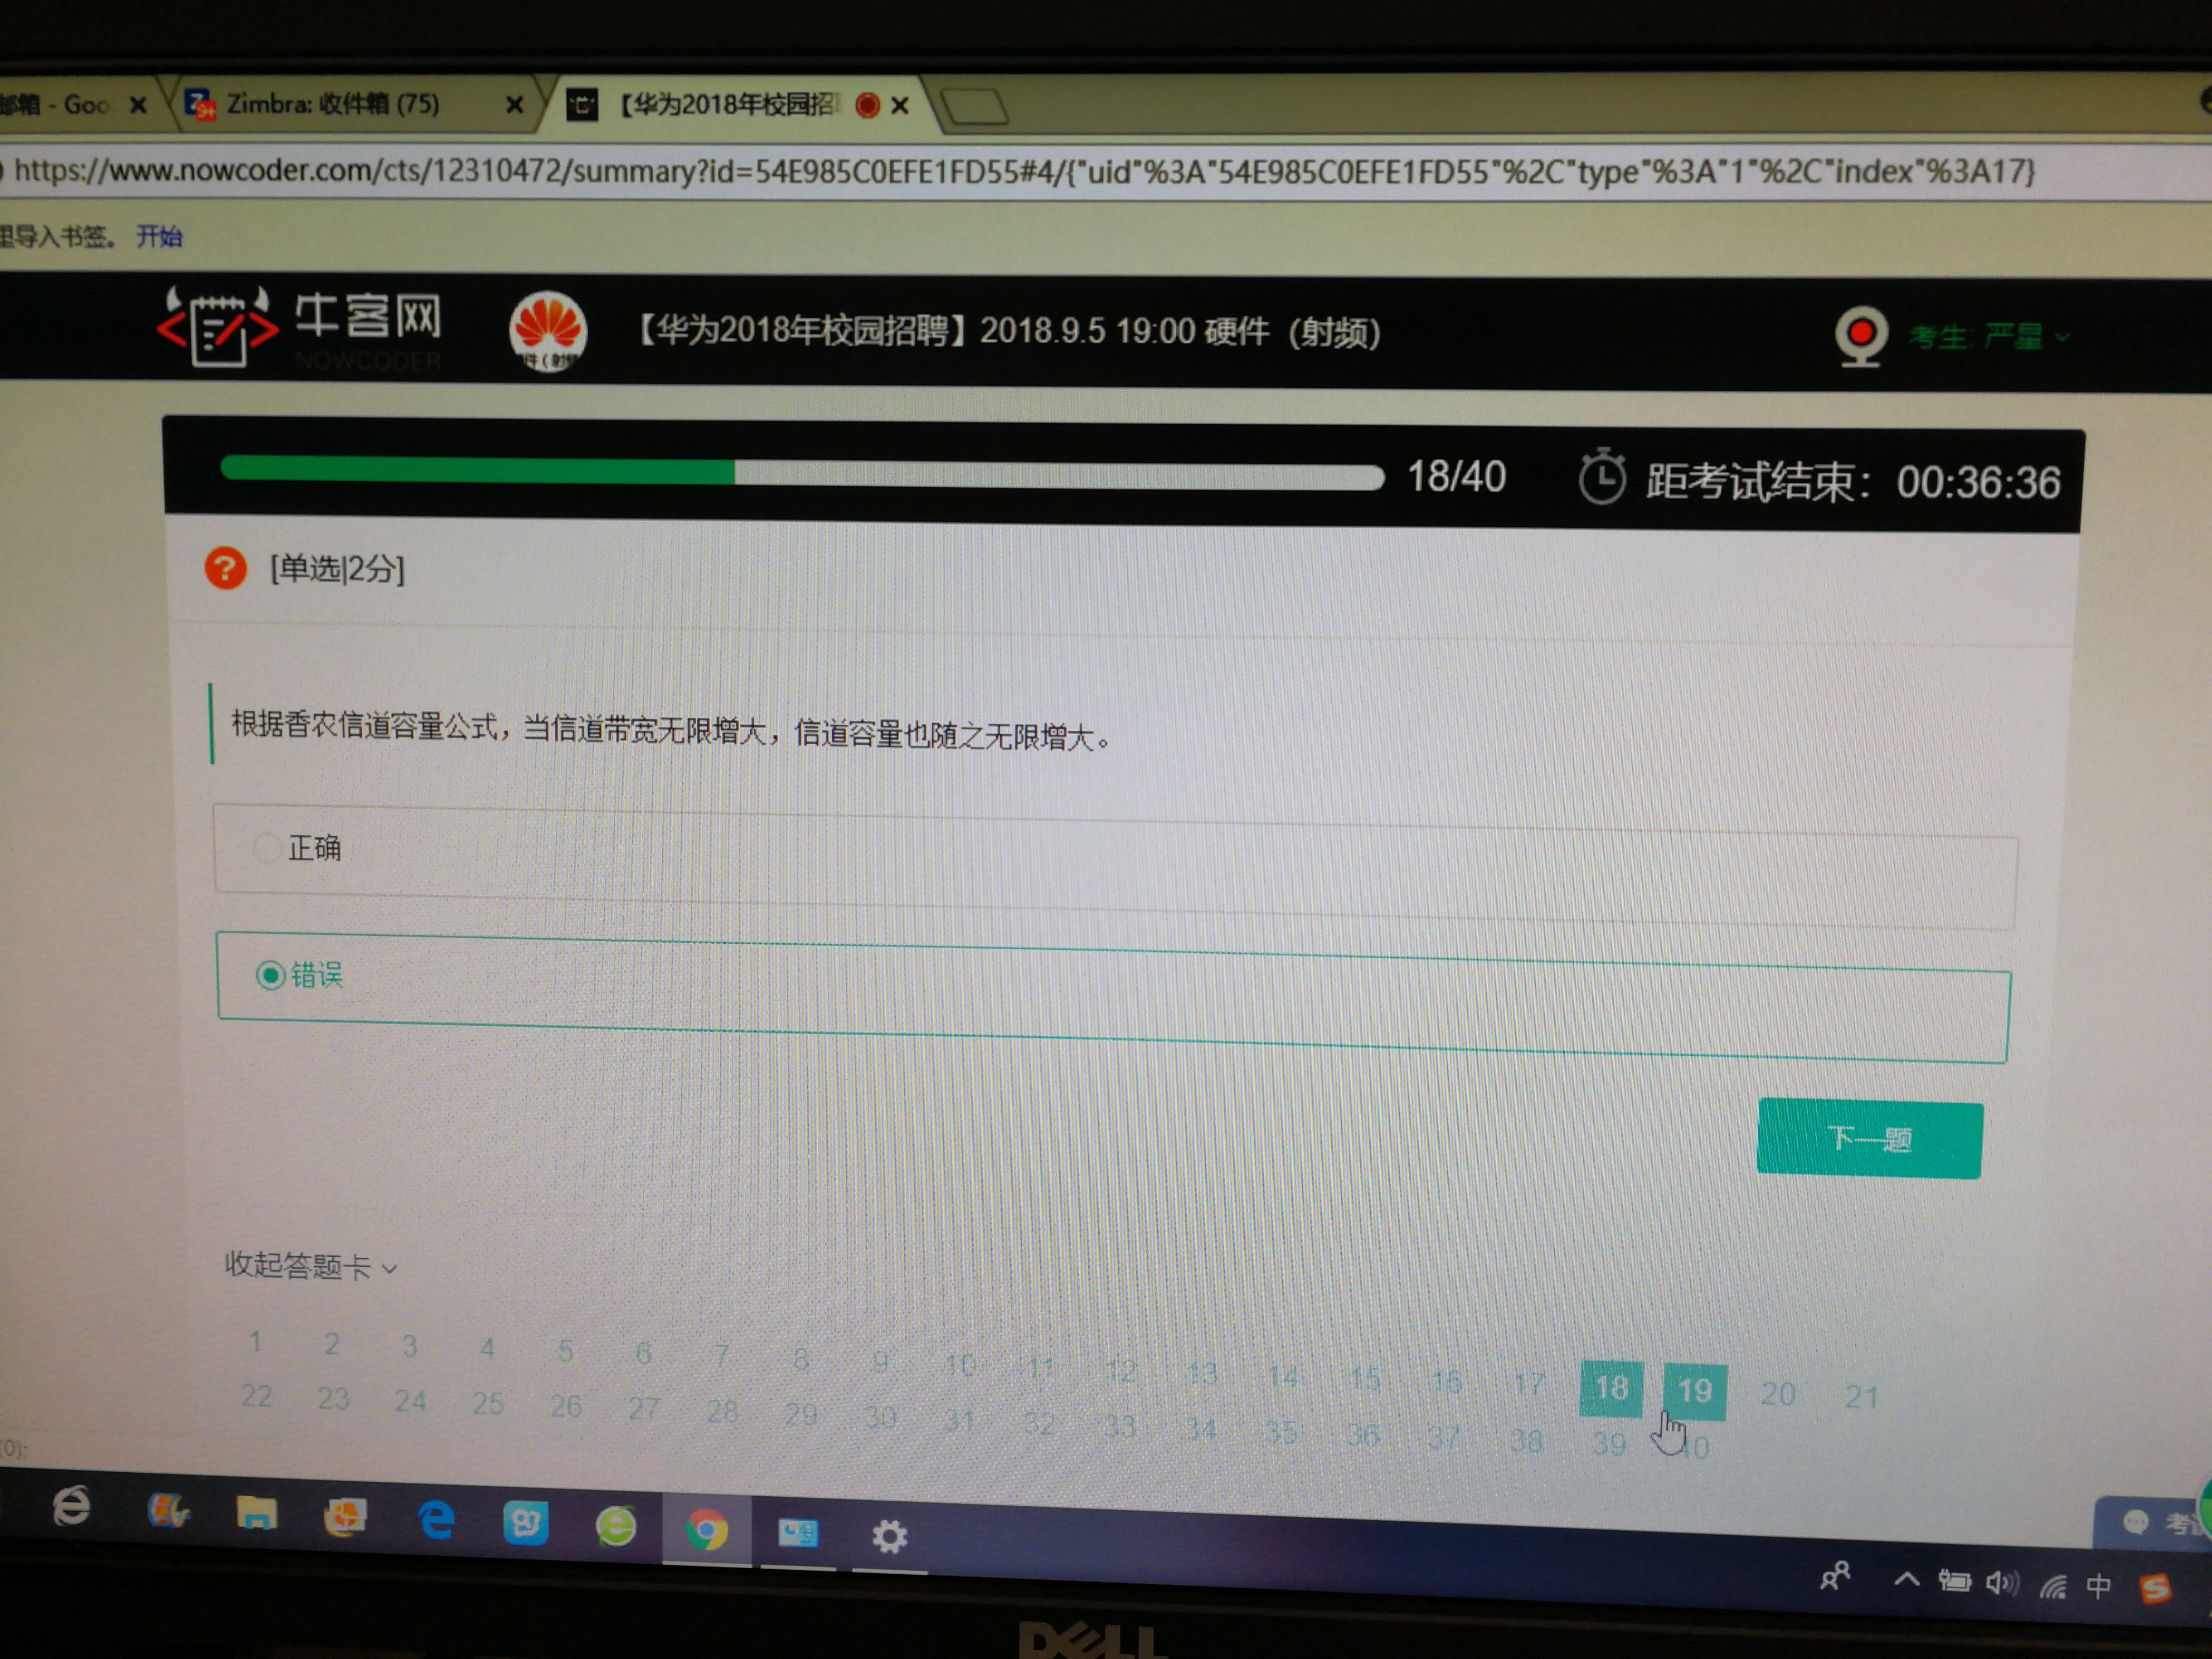 邮箱 - Goo
Zimbra: 收件箱 (75)
【华为2018年校园招
https://www.nowcoder.com/cts/12310472/summary?id=54E985C0EFE1FD55#4/{"uid"%3A"54E985C0EFE1FD55"%2C"type"%3A"1"%2C"index"%3A17}
里导入书签。 开始
牛客网
NOWCODER
件(射频
【华为2018年校园招聘】2018.9.5 19:00 硬件（射频）
考生: 严星
18/40
距考试结束： 00:36:36
[单选|2分]
根据香农信道容量公式，当信道带宽无限增大，信道容量也随之无限增大。
正确
错误
下一题
收起答题卡
1 2 3 4 5 6 7 8 9 10 11 12 13 14 15 16 17 18 19 20 21
22 23 24 25 26 27 28 29 30 31 32 33 34 35 36 37 38 39 40
(0):
考
中
DELL